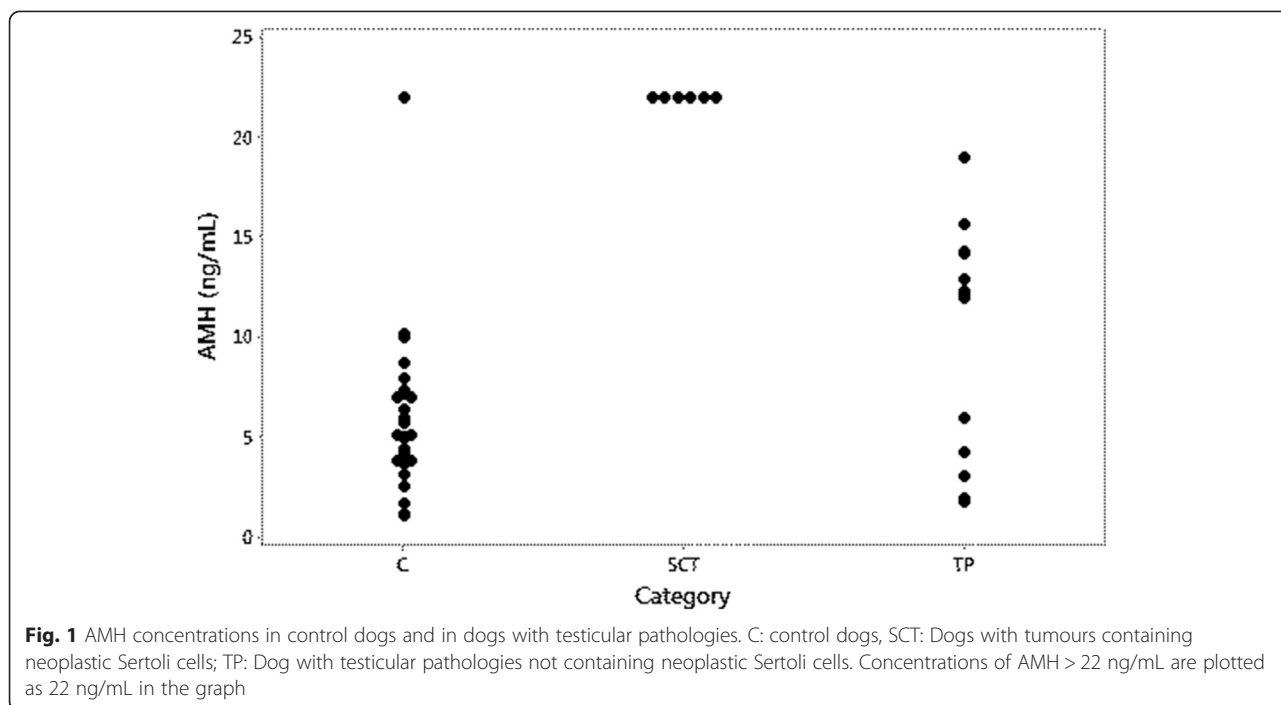 25
20
15
10
5
0
AMH (ng/mL)
C SCT TP
Category
Fig. 1 AMH concentrations in control dogs and in dogs with testicular pathologies. C: control dogs, SCT: Dogs with tumours containing
neoplastic Sertoli cells; TP: Dog with testicular pathologies not containing neoplastic Sertoli cells. Concentrations of AMH > 22 ng/mL are plotted
as 22 ng/mL in the graph